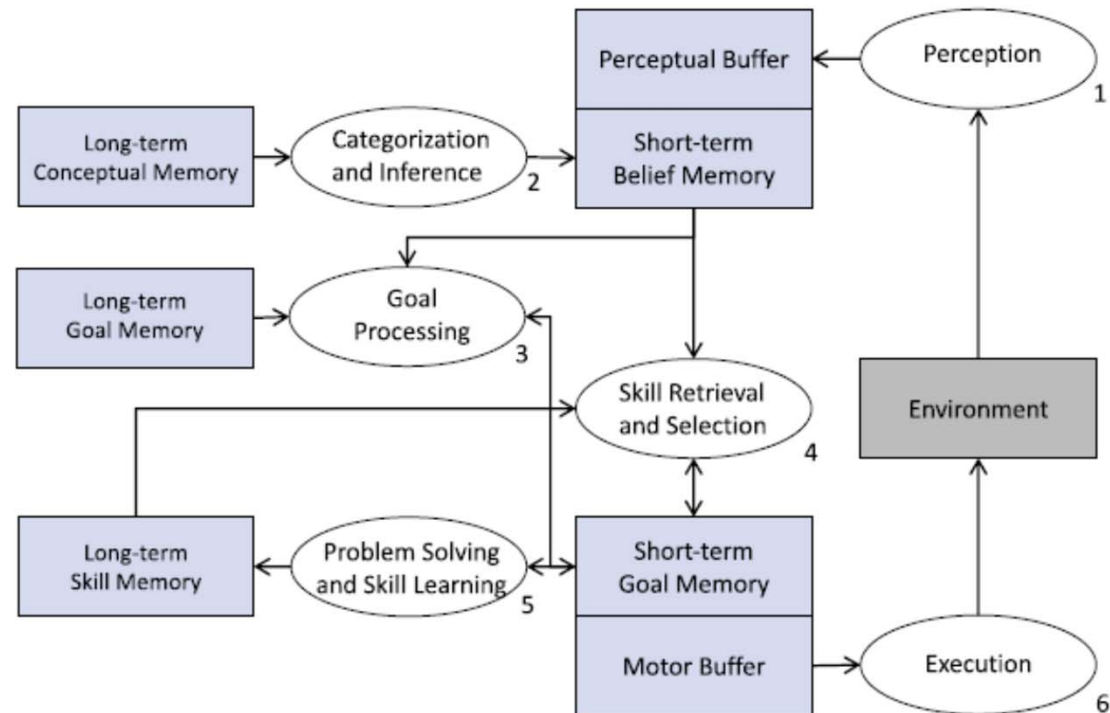 Perceptual Buffer
Perception
1
Long-term
Conceptual Memory
Categorization
and Inference
2
Short-term
Belief Memory
Long-term
Goal Memory
Goal
Processing
3
Skill Retrieval
and Selection
4
Environment
Long-term
Skill Memory
Problem Solving
and Skill Learning
5
Short-term
Goal Memory
Motor Buffer
Execution
6